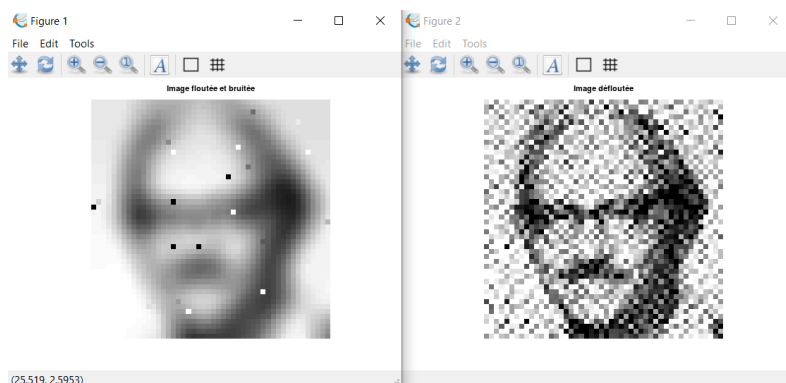 Figure 1
File Edit Tools
A
Image floutée et bruitée
(25.519, 2.5953)
Figure 2
File Edit Tools
A
Image défloutée